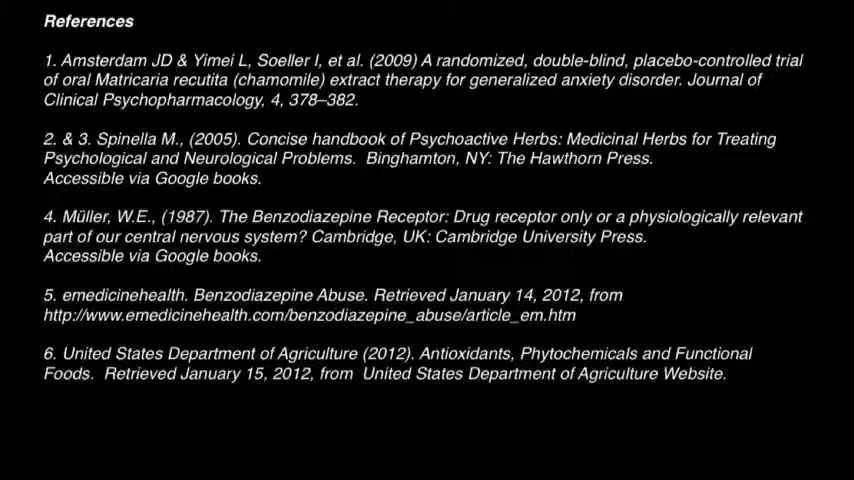 References
1. Amsterdam JD & Yimei L, Soeller I, et al. (2009) A randomized, double-blind, placebo-controlled trial
of oral Matricaria recutita (chamomile) extract therapy for generalized anxiety disorder. Journal of
Clinical Psychopharmacology, 4, 378–382.
2. & 3. Spinella M., (2005). Concise handbook of Psychoactive Herbs: Medicinal Herbs for Treating
Psychological and Neurological Problems.  Binghamton, NY: The Hawthorn Press.
Accessible via Google books.
4. Müller, W.E., (1987). The Benzodiazepine Receptor: Drug receptor only or a physiologically relevant
part of our central nervous system? Cambridge, UK: Cambridge University Press.
Accessible via Google books.
5. emedicinehealth. Benzodiazepine Abuse. Retrieved January 14, 2012, from
http://www.emedicinehealth.com/benzodiazepine_abuse/article_em.htm
6. United States Department of Agriculture (2012). Antioxidants, Phytochemicals and Functional
Foods.  Retrieved January 15, 2012, from  United States Department of Agriculture Website.